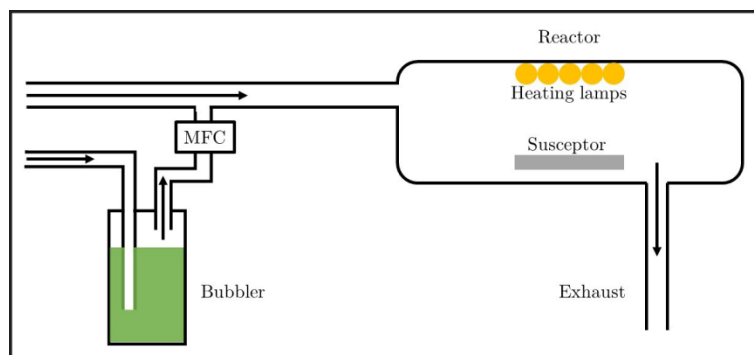 Reactor
Heating lamps
MFC
Susceptor
Bubbler
Exhaust